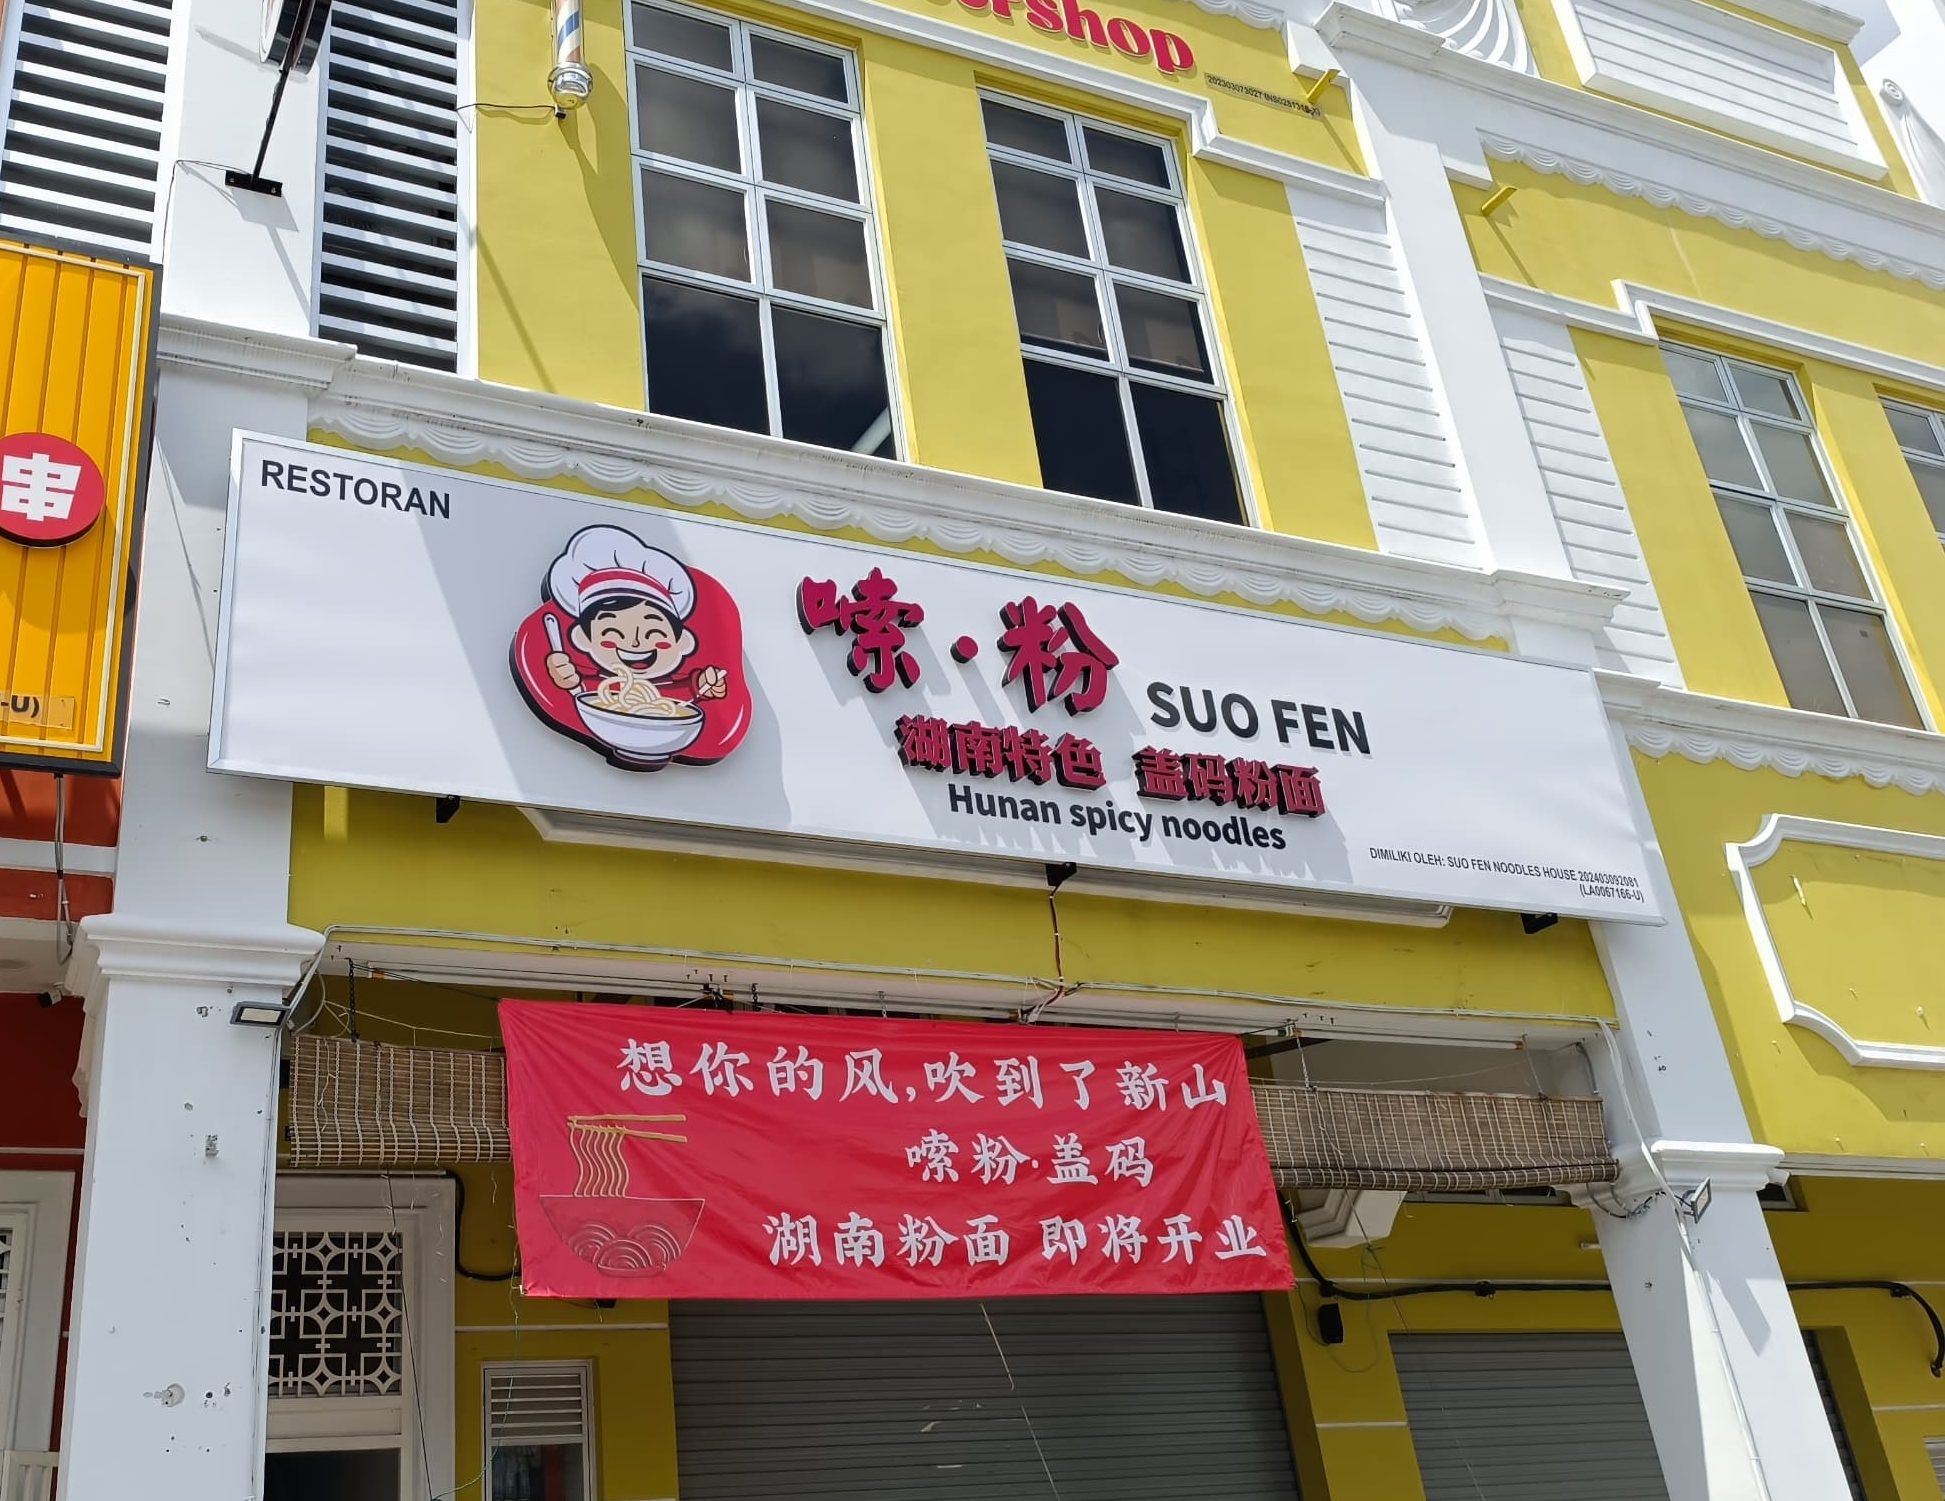 202303073027
RESTORAN
串
-U)
嗦·粉
SUO FEN
湖南特色 盖码粉面
Hunan spicy noodles
DIMILIKI OLEH: SUO FEN NOODLES HOUSE 202403092081
(LA0067166-U)
想你的风,吹到了新山
嗦粉·盖码
湖南粉面 即将开业